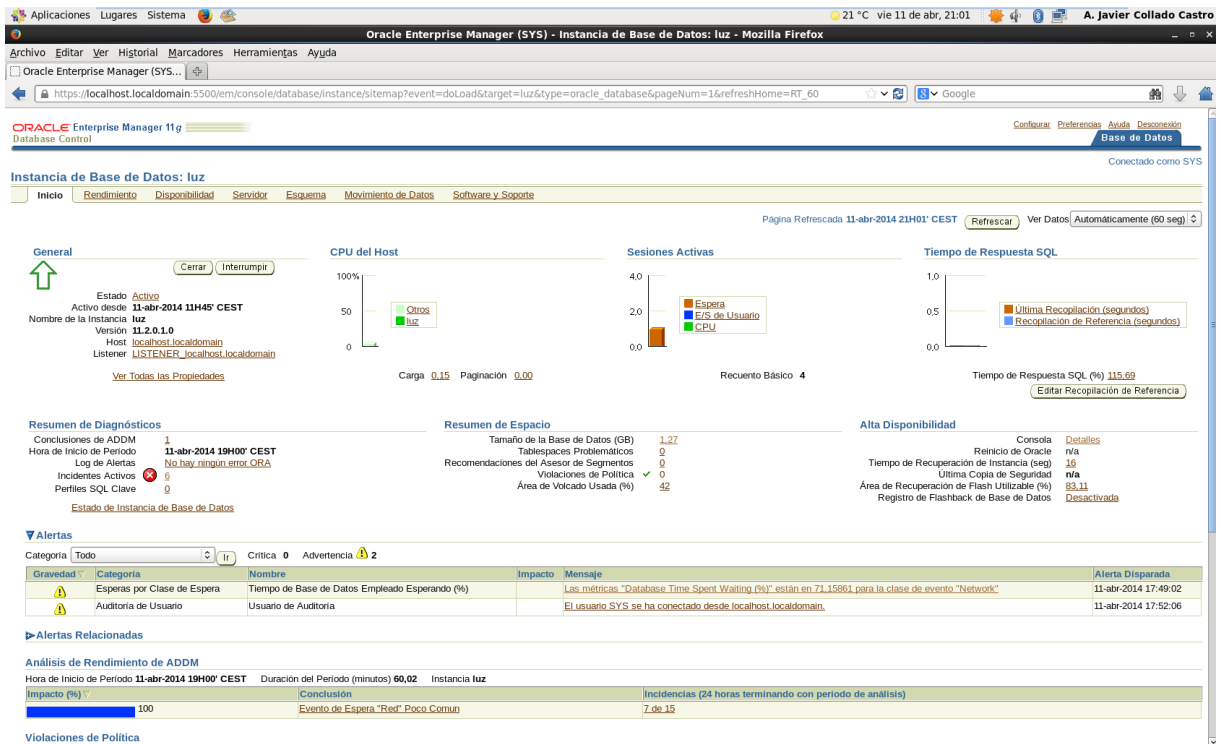 Aplicaciones Lugares Sistema
21 °C vie 11 de abr, 21:01 A. Javier Collado Castro
Oracle Enterprise Manager (SYS) - Instancia de Base de Datos: luz - Mozilla Firefox
Archivo Editar Ver Historial Marcadores Herramientas Ayuda
Oracle Enterprise Manager (SYS...
https://localhost.localdomain:5500/em/console/database/instance/sitemap?event=doLoad&target=luz&type=oracle_database&pageNum=1&refreshHome=RT_60
Google
ORACLE Enterprise Manager 11g
Database Control
Configurar Preferencias Ayuda Desconexión
Base de Datos
Conectado como SYS
Instancia de Base de Datos: luz
Inicio Rendimiento Disponibilidad Servidor Esquema Movimiento de Datos Software y Soporte
Página Refrescada 11-abr-2014 21H01' CEST Refrescar Ver Datos Automáticamente (60 seg)
General
Cerrar Interrumpir
Estado Activo
Activo desde 11-abr-2014 11H45' CEST
Nombre de la Instancia luz
Versión 11.2.0.1.0
Host localhost.localdomain
Listener LISTENER_localhost.localdomain
Ver Todas las Propiedades
CPU del Host
100%
50
0
Otros
luz
Carga 0,15 Paginación 0,00
Sesiones Activas
4,0
2,0
0,0
Espera
E/S de Usuario
CPU
Recuento Básico 4
Tiempo de Respuesta SQL
1,0
0,5
0,0
Última Recopilación (segundos)
Recopilación de Referencia (segundos)
Tiempo de Respuesta SQL (%) 115,69
Editar Recopilación de Referencia
Resumen de Diagnósticos
Conclusiones de ADDM 1
Hora de Inicio de Período 11-abr-2014 19H00' CEST
Log de Alertas No hay ningún error ORA
Incidentes Activos 6
Perfiles SQL Clave 0
Estado de Instancia de Base de Datos
Resumen de Espacio
Tamaño de la Base de Datos (GB) 1,27
Tablespaces Problemáticos 0
Recomendaciones del Asesor de Segmentos 0
Violaciones de Política 0
Área de Volcado Usada (%) 42
Alta Disponibilidad
Consola Detalles
Reinicio de Oracle n/a
Tiempo de Recuperación de Instancia (seg) 16
Última Copia de Seguridad n/a
Área de Recuperación de Flash Utilizable (%) 83,11
Registro de Flashback de Base de Datos Desactivada
Alertas
Categoría Todo Ir Crítica 0 Advertencia 2
Gravedad Categoría Nombre Impacto Mensaje Alerta Disparada
Esperas por Clase de Espera Tiempo de Base de Datos Empleado Esperando (%) Las métricas "Database Time Spent Waiting (%)" están en 71,15861 para la clase de evento "Network" 11-abr-2014 17:49:02
Auditoría de Usuario Usuario de Auditoría El usuario SYS se ha conectado desde localhost.localdomain. 11-abr-2014 17:52:06
Alertas Relacionadas
Análisis de Rendimiento de ADDM
Hora de Inicio de Período 11-abr-2014 19H00' CEST Duración del Período (minutos) 60,02 Instancia luz
Impacto (%) Conclusión Incidencias (24 horas terminando con período de análisis)
100 Evento de Espera "Red" Poco Comun 7 de 15
Violaciones de Política